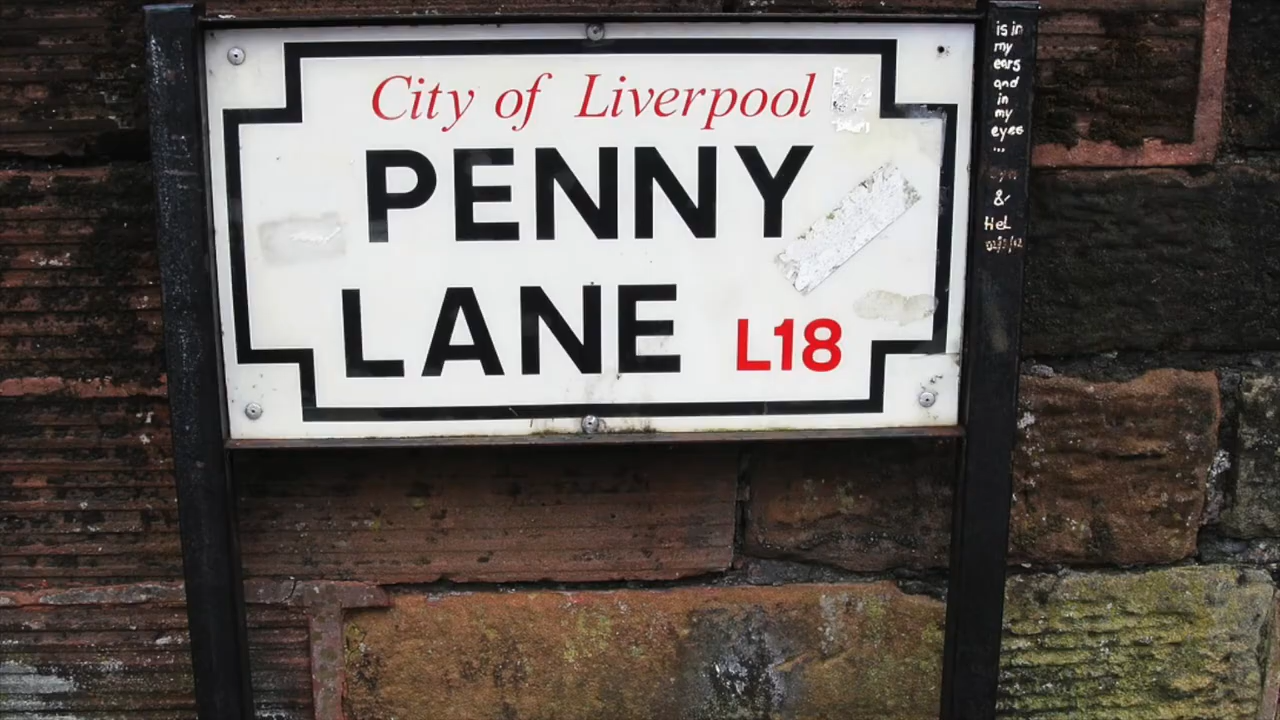 City of Liverpool
PENNY
LANE L18
is in
my
ears
and
in
my
eyes
...
&
Hel